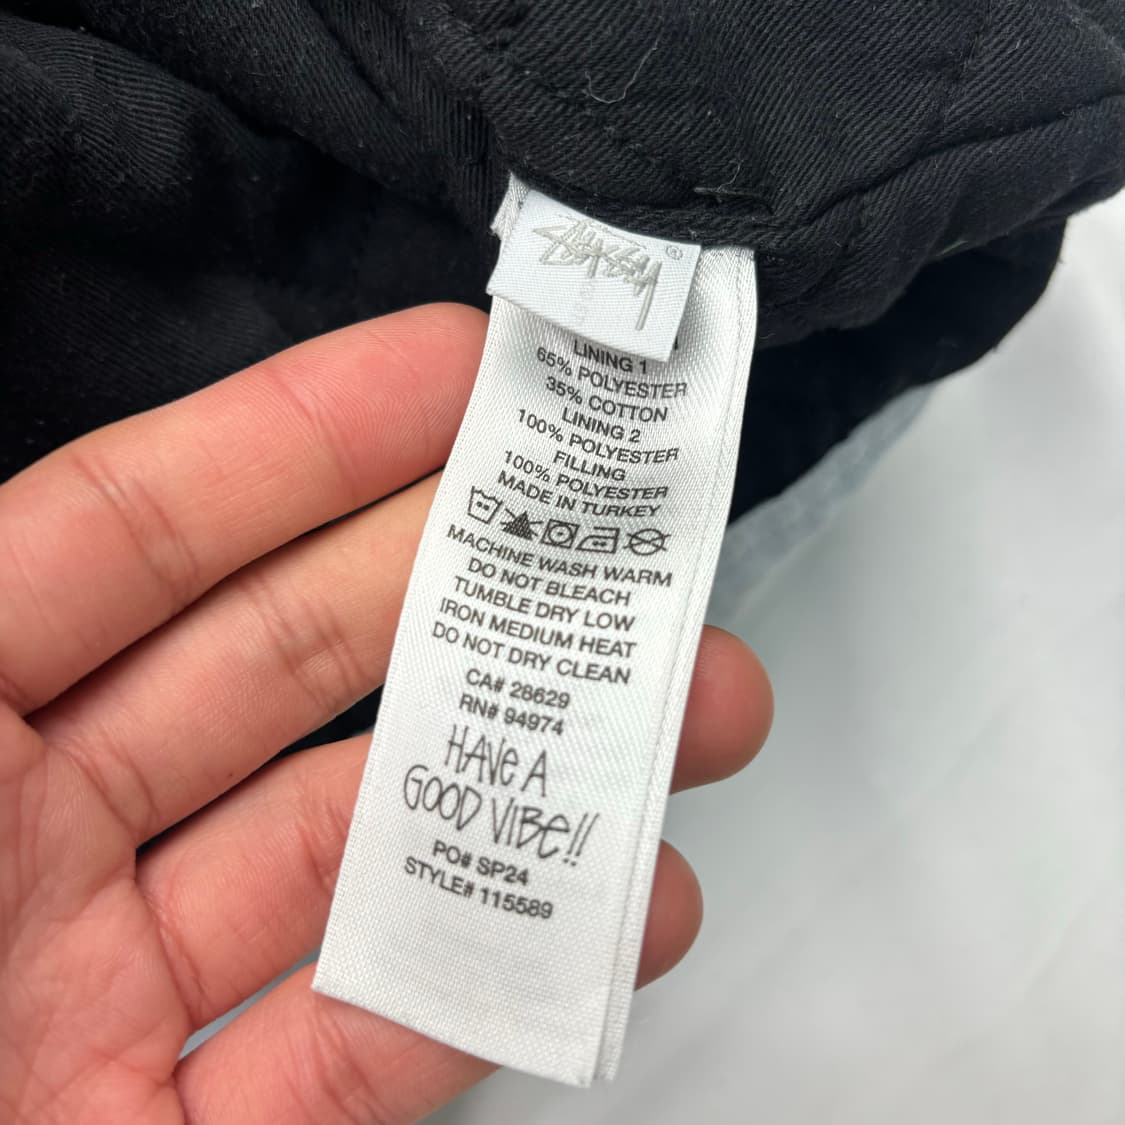 Stüssy ®
LINING 1
65% POLYESTER
35% COTTON
LINING 2
100% POLYESTER
FILLING
100% POLYESTER
MADE IN TURKEY
MACHINE WASH WARM
DO NOT BLEACH
TUMBLE DRY LOW
IRON MEDIUM HEAT
DO NOT DRY CLEAN
CA# 28629
RN# 94974
HAVE A
GOOD VIBE!!
PO# SP24
STYLE# 115589